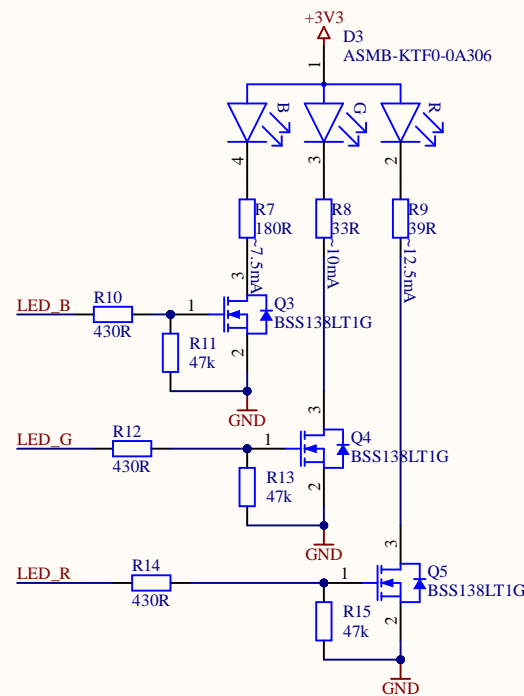 +3V3
D3
ASMB-KTF0-0A306
1
B
G
R
4
3
2
R7
180R
R8
33R
R9
39R
~7.5mA
~10mA
~12.5mA
3
LED_B
R10
430R
1
Q3
BSS138LT1G
R11
47k
2
GND
3
LED_G
R12
430R
1
Q4
BSS138LT1G
R13
47k
2
GND
3
LED_R
R14
430R
1
Q5
BSS138LT1G
R15
47k
2
GND